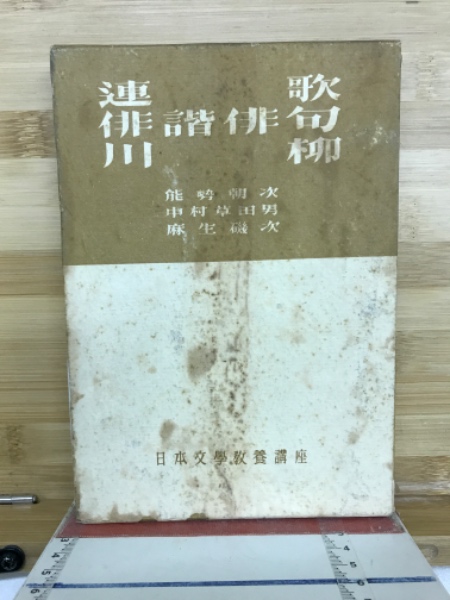 連歌
俳諧俳句
川柳
能勢朝次
中村草田男
麻生磯次
日本文學教養講座